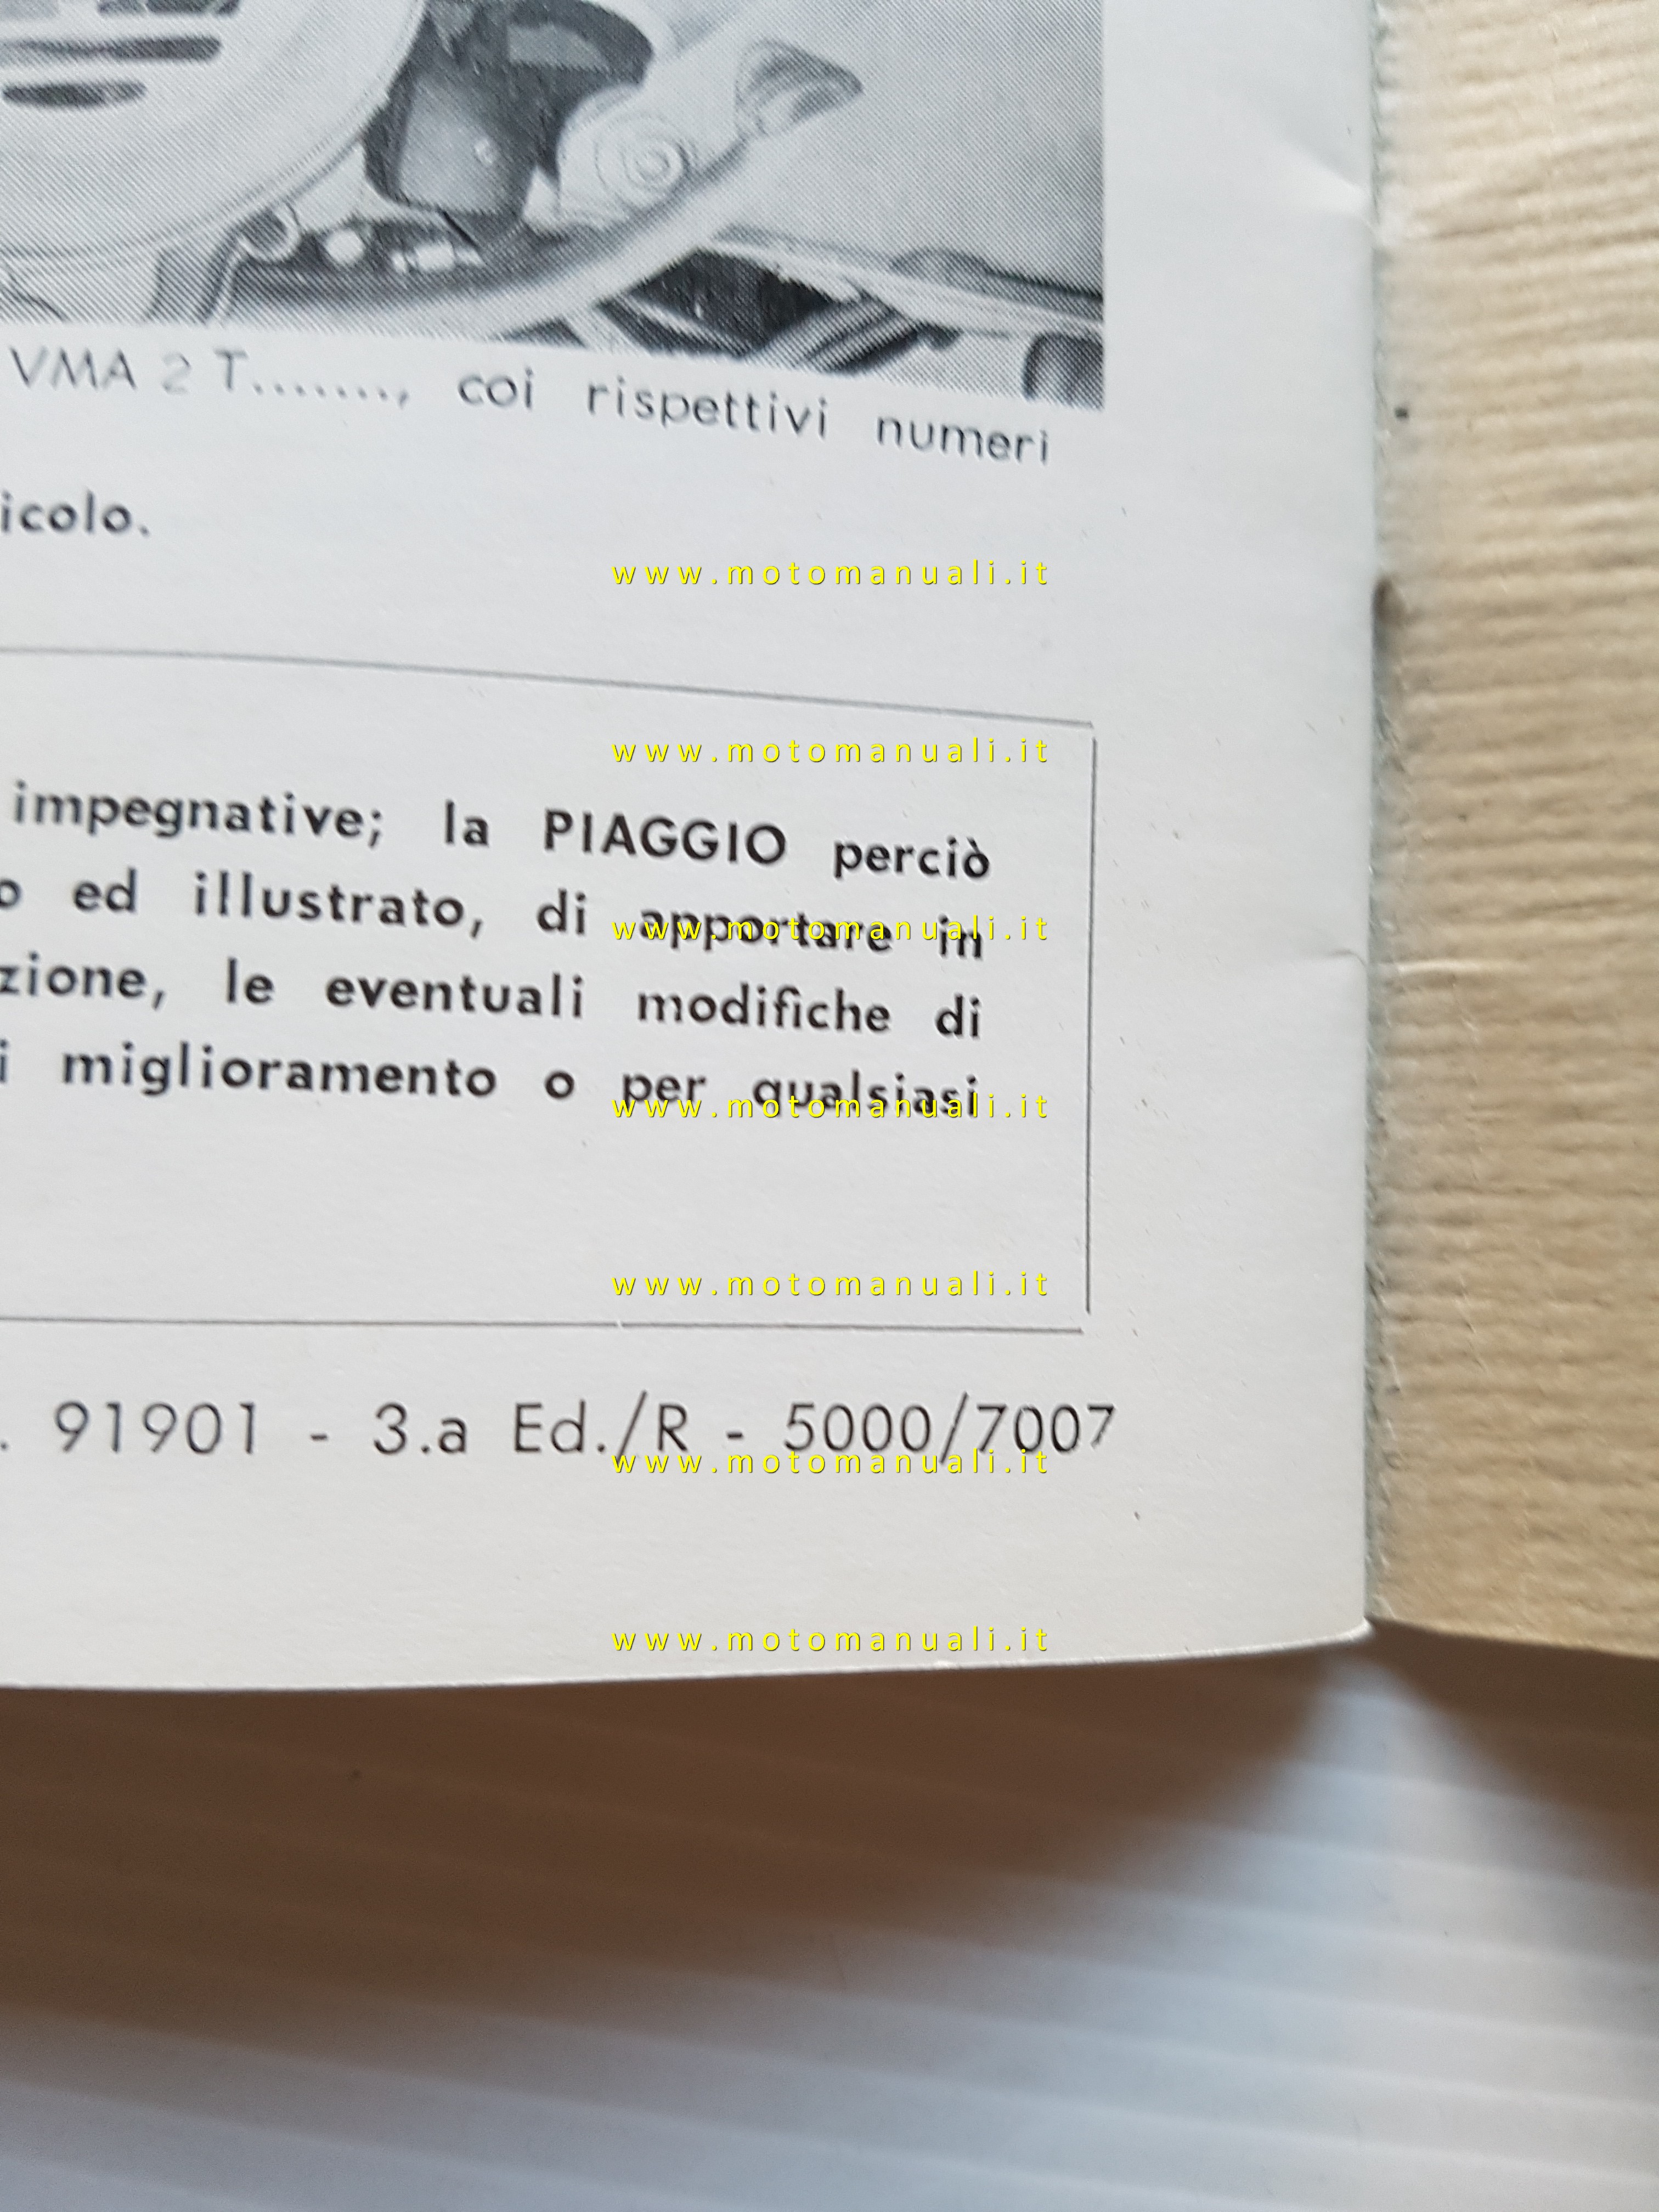 VMA 2 T......., coi rispettivi numeri
icolo.
www.motomanuali.it
www.motomanuali.it
impegnative; la PIAGGIO perciò
o ed illustrato, di apportare in
www.motomanuali.it
zione, le eventuali modifiche di
i miglioramento o per qualsiasi
www.motomanuali.it
www.motomanuali.it
. 91901 - 3.a Ed./R - 5000/7007
www.motomanuali.it
www.motomanuali.it